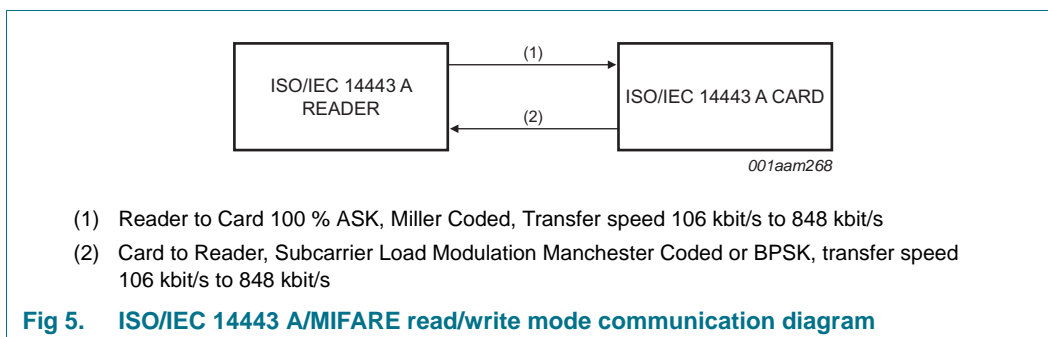 (1)
ISO/IEC 14443 A
READER
ISO/IEC 14443 A CARD
(2)
001aam268
(1) Reader to Card 100 % ASK, Miller Coded, Transfer speed 106 kbit/s to 848 kbit/s
(2) Card to Reader, Subcarrier Load Modulation Manchester Coded or BPSK, transfer speed
106 kbit/s to 848 kbit/s
Fig 5. ISO/IEC 14443 A/MIFARE read/write mode communication diagram